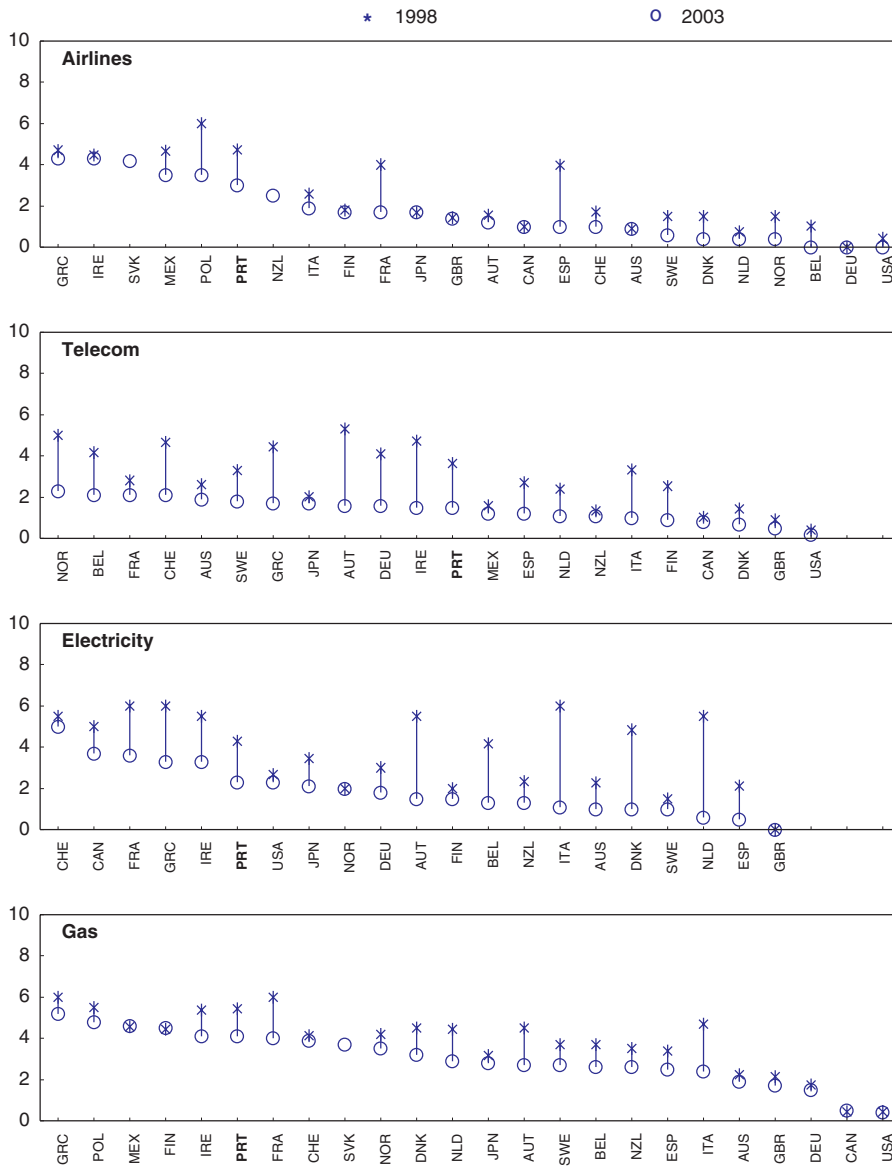 * 1998 o 2003
10
Airlines
8
6
4
2
0
GRC IRE SVK MEX POL PRT NZL ITA FIN FRA JPN GBR AUT CAN ESP CHE AUS SWE DNK NLD NOR BEL DEU USA
10
Telecom
8
6
4
2
0
NOR BEL FRA CHE AUS SWE GRC JPN AUT DEU IRE PRT MEX ESP NLD NZL ITA FIN CAN DNK GBR USA
10
Electricity
8
6
4
2
0
CHE CAN FRA GRC IRE PRT USA JPN NOR DEU AUT FIN BEL NZL ITA AUS DNK SWE NLD ESP GBR
10
Gas
8
6
4
2
0
GRC POL MEX FIN IRE PRT FRA CHE SVK NOR DNK NLD JPN AUT SWE BEL NZL ESP ITA AUS GBR DEU CAN USA